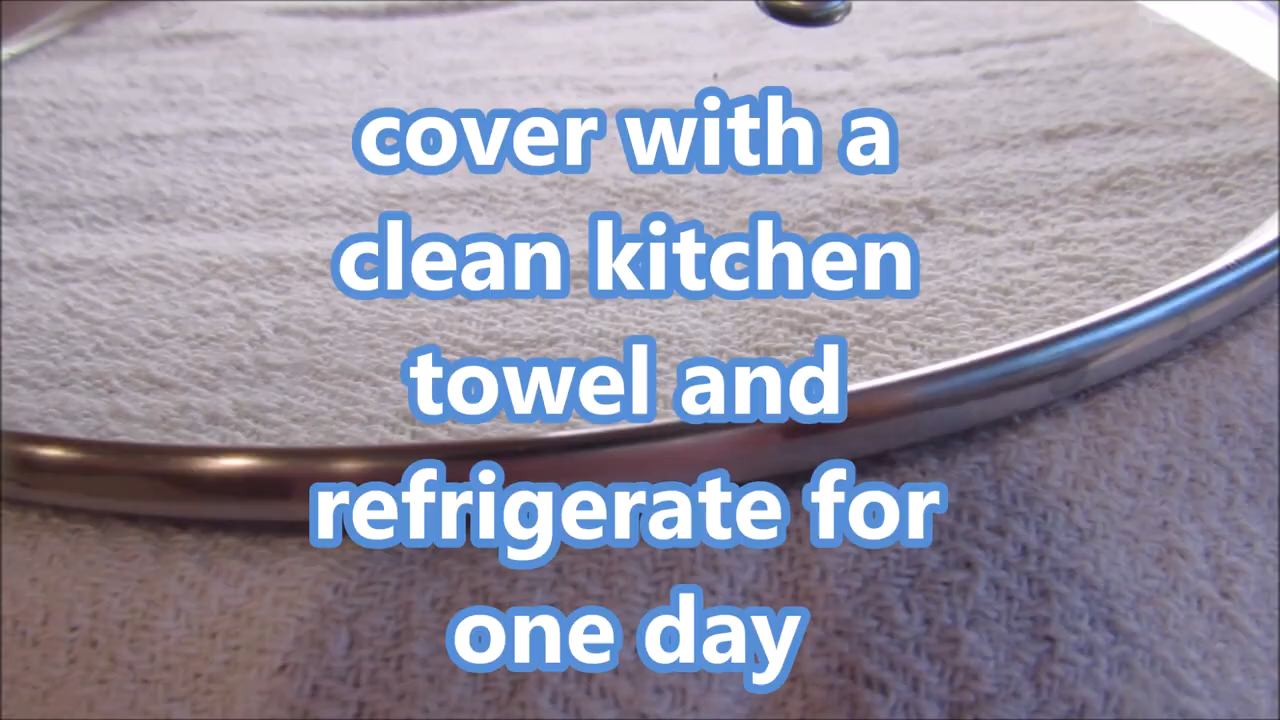 cover with a
clean kitchen
towel and
refrigerate for
one day